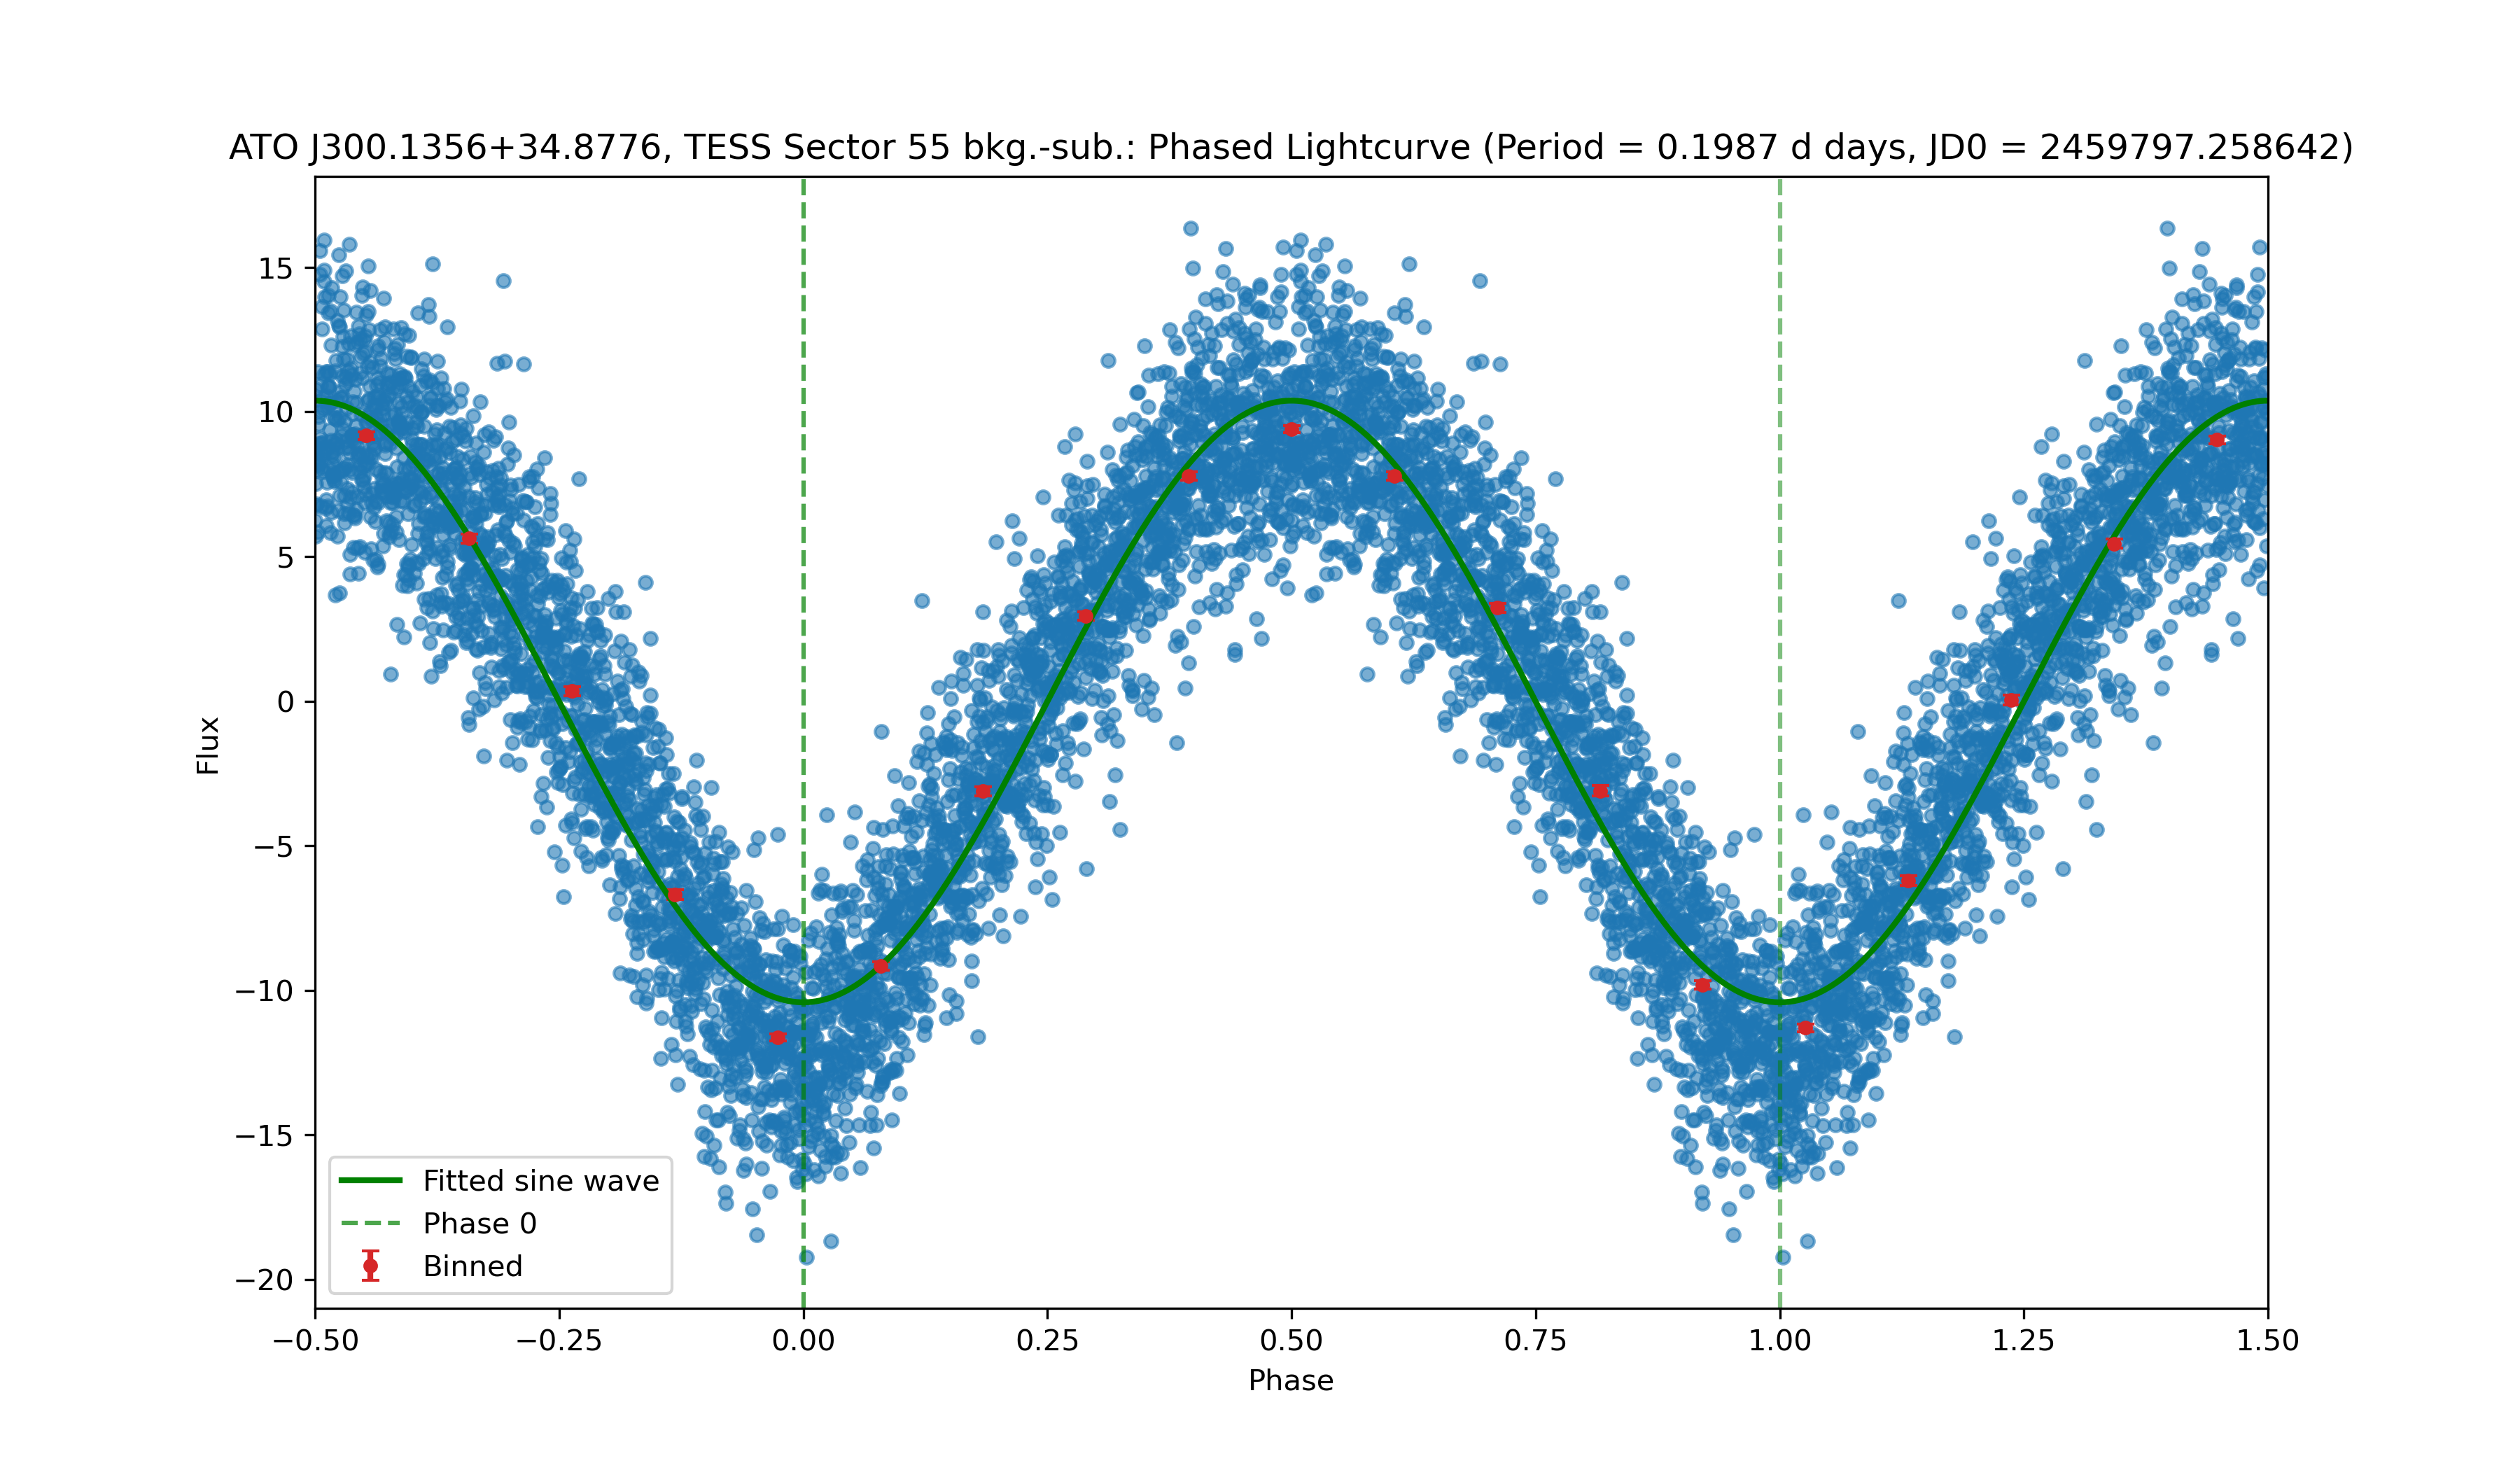 ATO J300.1356+34.8776, TESS Sector 55 bkg.-sub.: Phased Lightcurve (Period = 0.1987 d days, JD0 = 2459797.258642)
15
10
5
0
−5
−10
−15
−20
Flux
Fitted sine wave
Phase 0
Binned
−0.50 −0.25 0.00 0.25 0.50 0.75 1.00 1.25 1.50
Phase